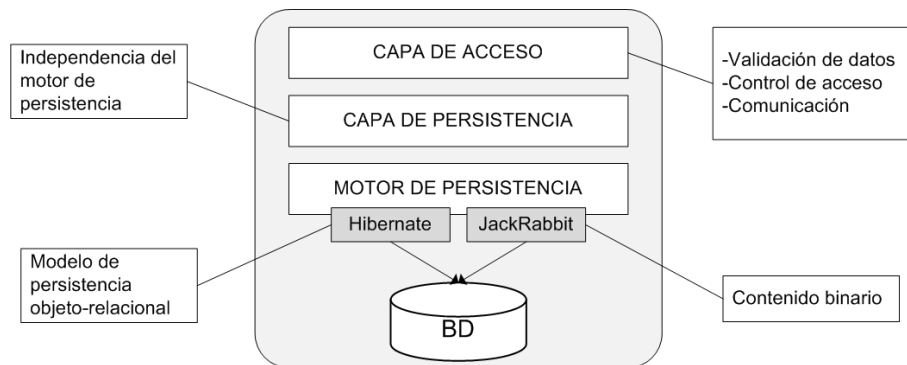 CAPA DE ACCESO
Independencia del
motor de
persistencia
-Validación de datos
-Control de acceso
-Comunicación
CAPA DE PERSISTENCIA
MOTOR DE PERSISTENCIA
Hibernate
JackRabbit
Modelo de
persistencia
objeto-relacional
Contenido binario
BD